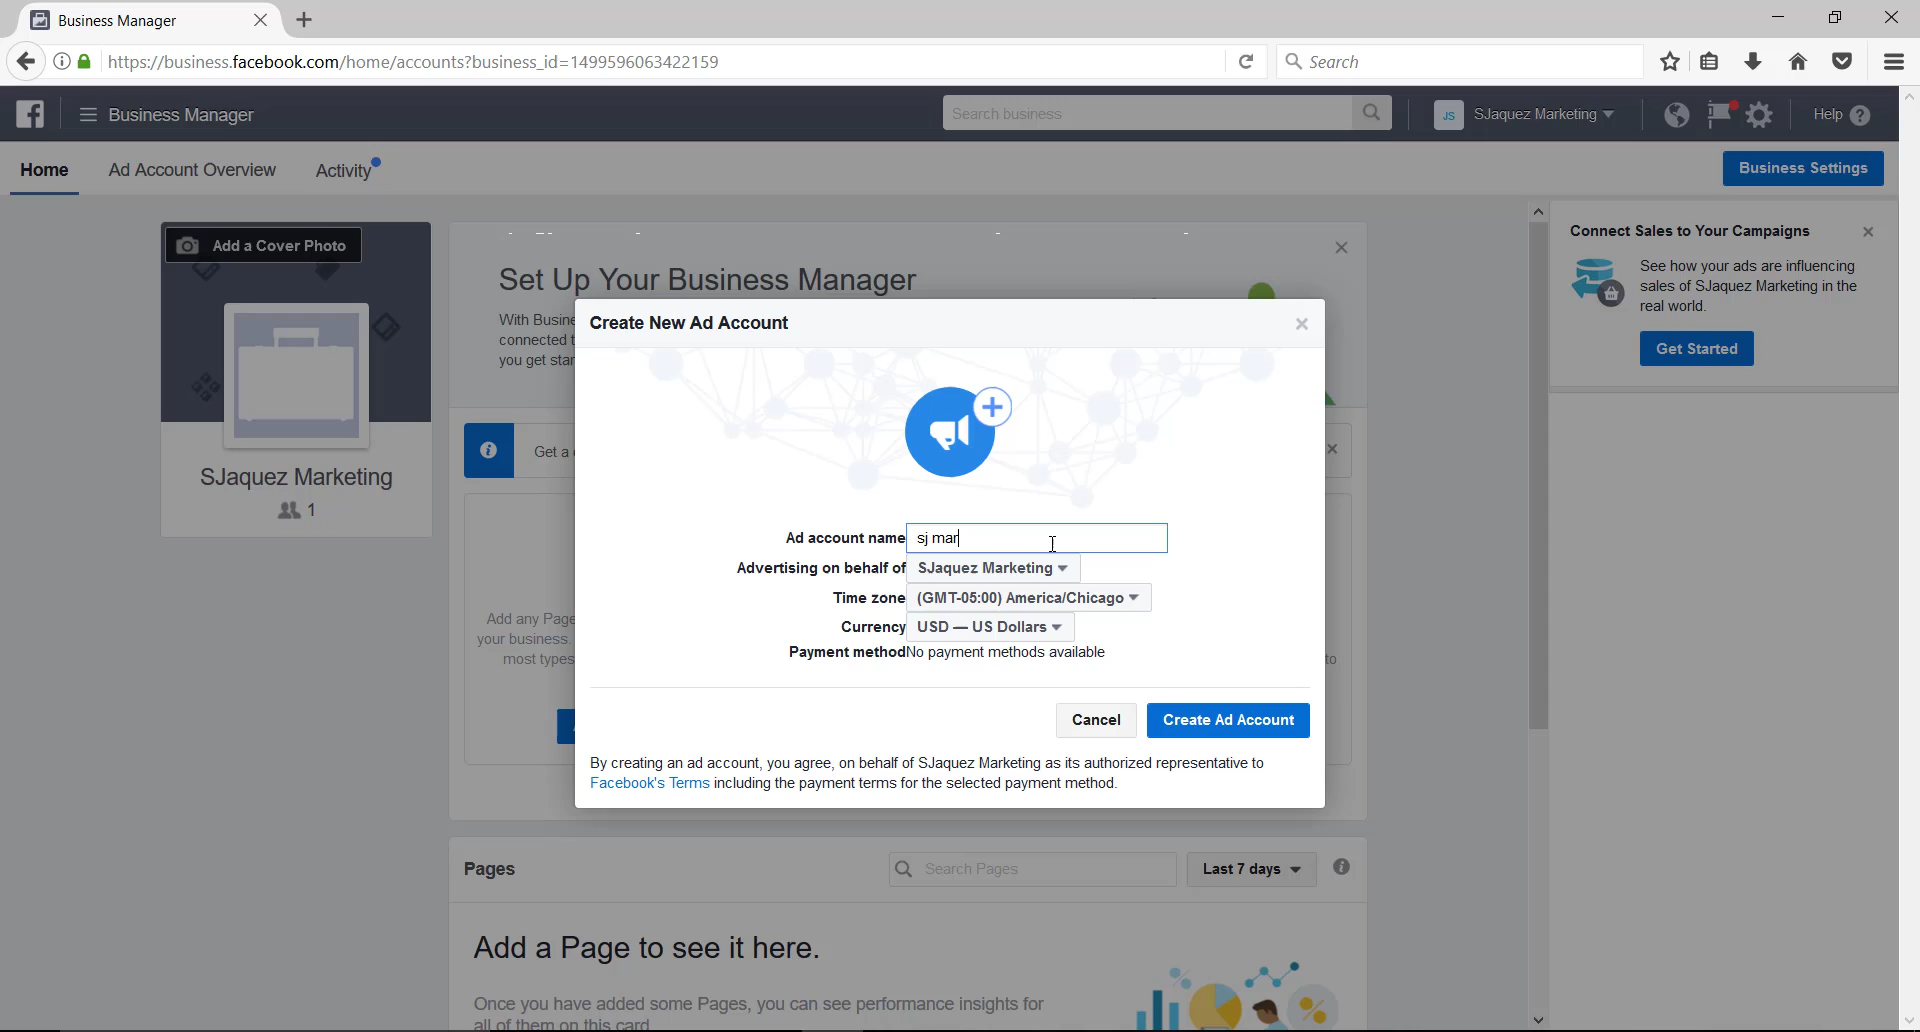 Business Manager
https://business.facebook.com/home/accounts?business_id=1499596063422159
Search
Business Manager
Search business
JS
SJaquez Marketing
Help
Home
Ad Account Overview
Activity
Business Settings
Add a Cover Photo
SJaquez Marketing
1
Set Up Your Business Manager
With Busine
connected t
you get star
Get a
Add any Page
your business.
most types
to
Create New Ad Account
Ad account name sj mar
Advertising on behalf of SJaquez Marketing
Time zone (GMT-05:00) America/Chicago
Currency USD — US Dollars
Payment method No payment methods available
Cancel
Create Ad Account
By creating an ad account, you agree, on behalf of SJaquez Marketing as its authorized representative to
Facebook's Terms including the payment terms for the selected payment method.
Connect Sales to Your Campaigns
See how your ads are influencing
sales of SJaquez Marketing in the
real world.
Get Started
Pages
Search Pages
Last 7 days
Add a Page to see it here.
Once you have added some Pages, you can see performance insights for
all of them on this card